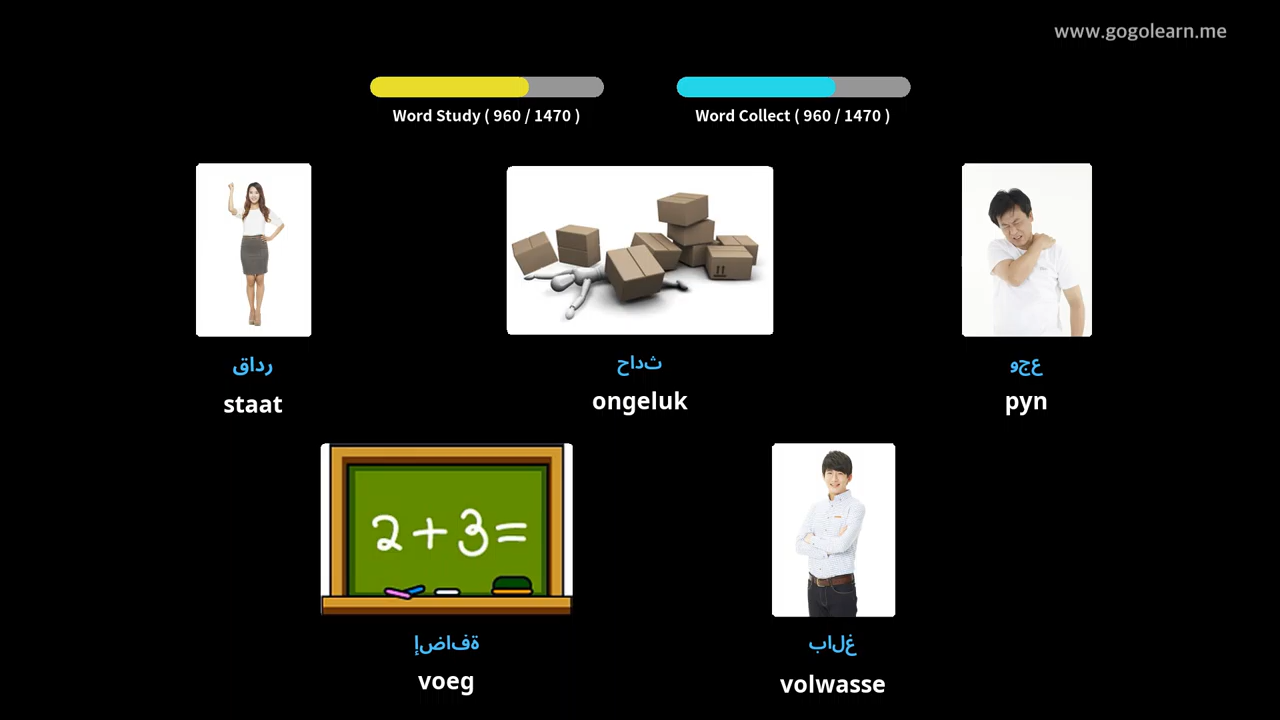 www.gogolearn.me
Word Study ( 960 / 1470 )
Word Collect ( 960 / 1470 )
رداق
staat
ثداح
ongeluk
عجو
pyn
ةفاضإ
voeg
غلاب
volwasse
2+3=